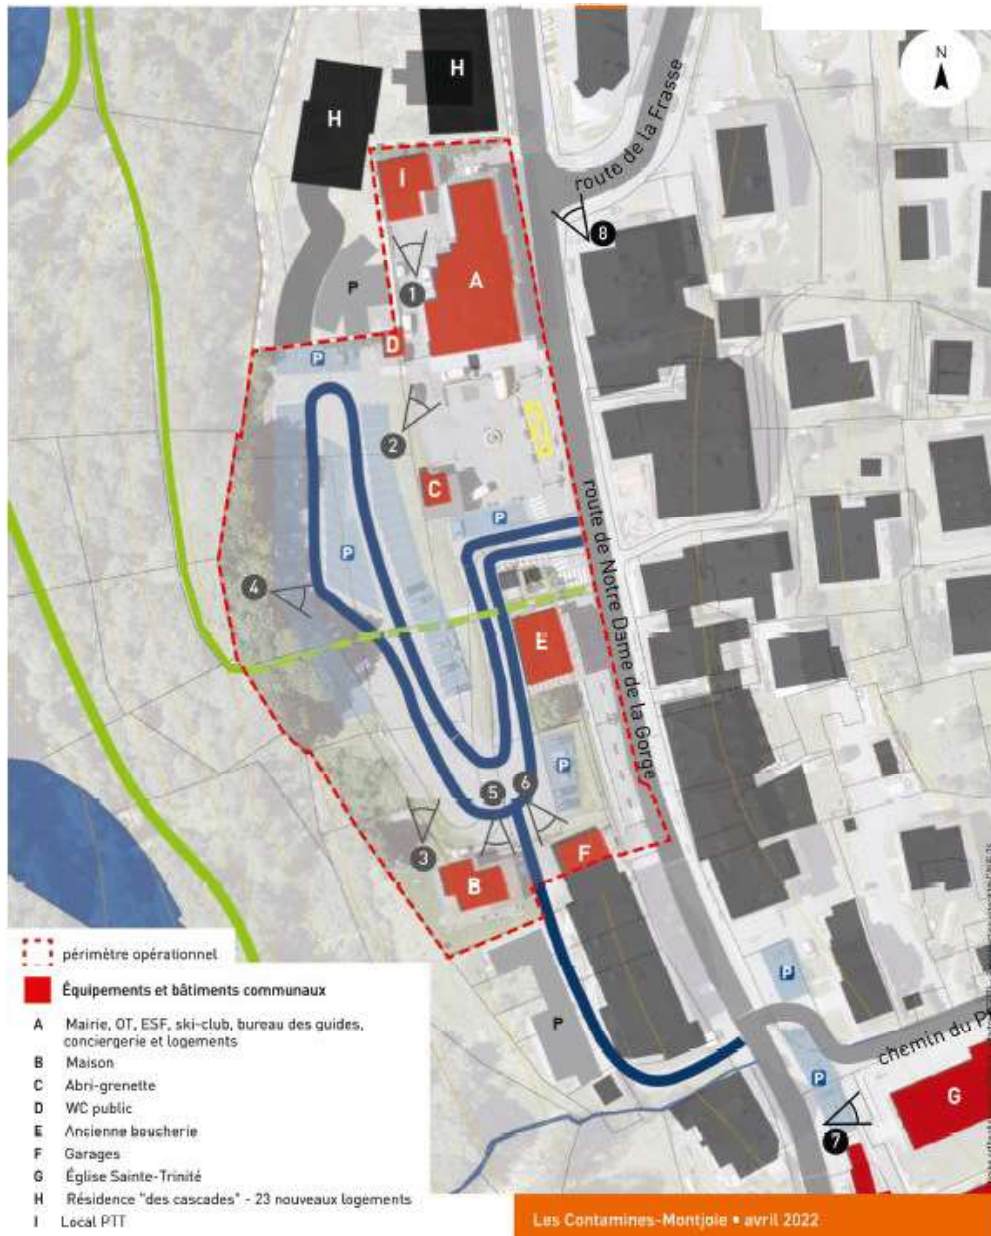 N
H
H
route de la Frasse
I
8
A
P
1
D
P
2
C
P
route de Notre Dame de la Gorge
P
4
E
P
6
5
3
F
B
P
P
chemin du
P
G
7
périmètre opérationnel
Équipements et bâtiments communaux
A Mairie, OT, ESF, ski-club, bureau des guides,
conciergerie et logements
B Maison
C Abri-grenette
D WC public
E Ancienne boucherie
F Garages
G Église Sainte-Trinité
H Résidence "des cascades" - 23 nouveaux logements
I Local PTT
Les Contamines-Montjoie • avril 2022